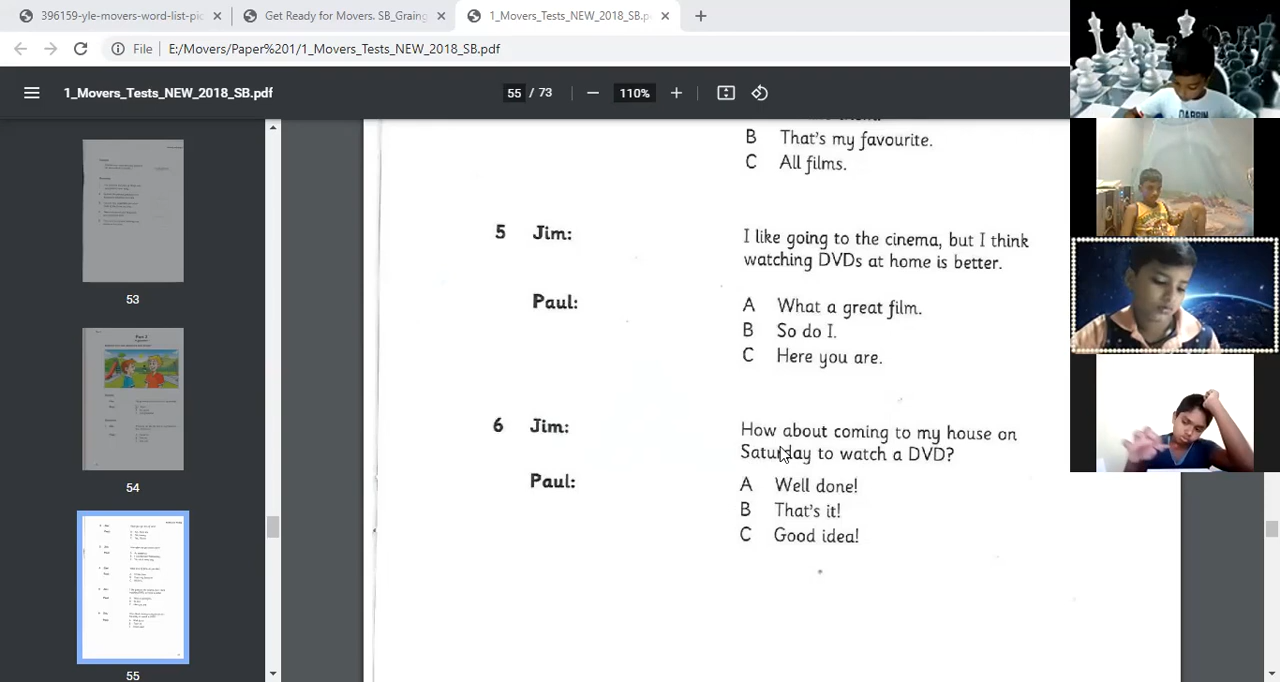 396159-yle-movers-word-list-pic
Get Ready for Movers. SB_Graing
1_Movers_Tests_NEW_2018_SB.pdf
File
E:/Movers/Paper%201/1_Movers_Tests_NEW_2018_SB.pdf
1_Movers_Tests_NEW_2018_SB.pdf
55 / 73
110%
53
54
55
B That's my favourite.
C All films.
5 Jim: I like going to the cinema, but I think
watching DVDs at home is better.
Paul: A What a great film.
B So do I.
C Here you are.
6 Jim: How about coming to my house on
Saturday to watch a DVD?
Paul: A Well done!
B That's it!
C Good idea!